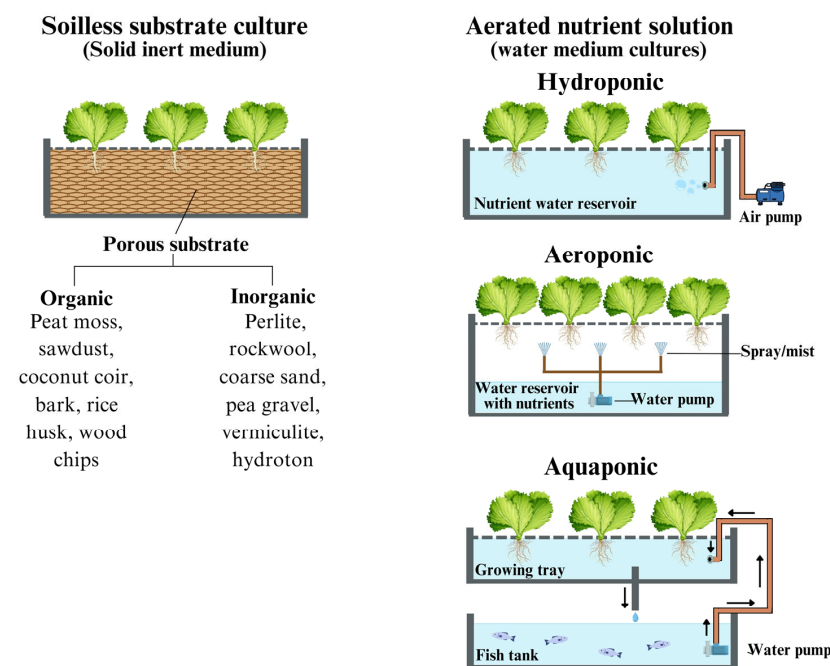 Soilless substrate culture
(Solid inert medium)
Porous substrate
Organic
Peat moss,
sawdust,
coconut coir,
bark, rice
husk, wood
chips
Inorganic
Perlite,
rockwool,
coarse sand,
pea gravel,
vermiculite,
hydroton
Aerated nutrient solution
(water medium cultures)
Hydroponic
Nutrient water reservoir
Air pump
Aeroponic
Spray/mist
Water reservoir
with nutrients
Water pump
Aquaponic
Growing tray
Fish tank
Water pump